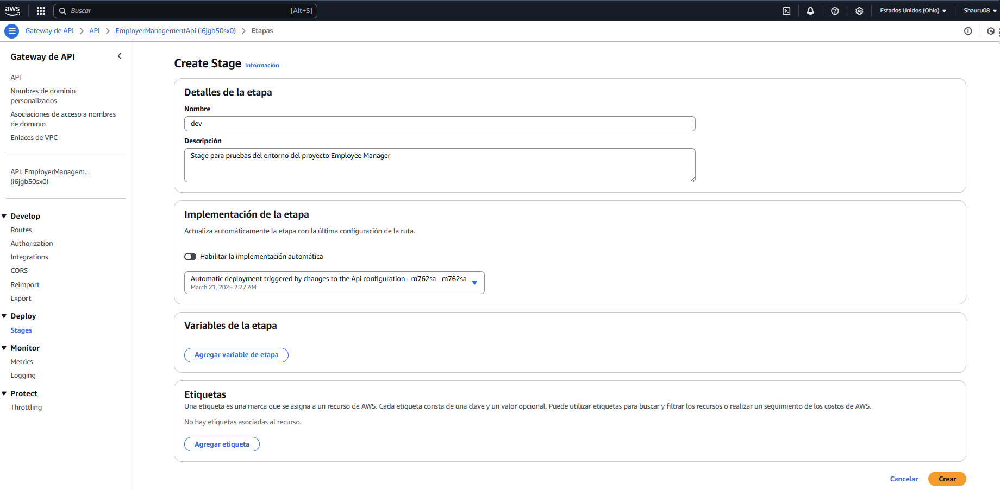 aws
Buscar [Alt+S]
Estados Unidos (Ohio) Shauru08
Gateway de API > API > EmployerManagementApi (i6jgb50sx0) > Etapas
Gateway de API
API
Nombres de dominio
personalizados
Asociaciones de acceso a nombres
de dominio
Enlaces de VPC
API: EmployerManagem...
(i6jgb50sx0)
Develop
Routes
Authorization
Integrations
CORS
Reimport
Export
Deploy
Stages
Monitor
Metrics
Logging
Protect
Throttling
Create Stage Información
Detalles de la etapa
Nombre
dev
Descripción
Stage para pruebas del entorno del proyecto Employee Manager
Implementación de la etapa
Actualiza automáticamente la etapa con la última configuración de la ruta.
Habilitar la implementación automática
Automatic deployment triggered by changes to the Api configuration - m762sa m762sa
March 21, 2025 2:27 AM
Variables de la etapa
Agregar variable de etapa
Etiquetas
Una etiqueta es una marca que se asigna a un recurso de AWS. Cada etiqueta consta de una clave y un valor opcional. Puede utilizar etiquetas para buscar y filtrar los recursos o realizar un seguimiento de los costos de AWS.
No hay etiquetas asociadas al recurso.
Agregar etiqueta
Cancelar Crear